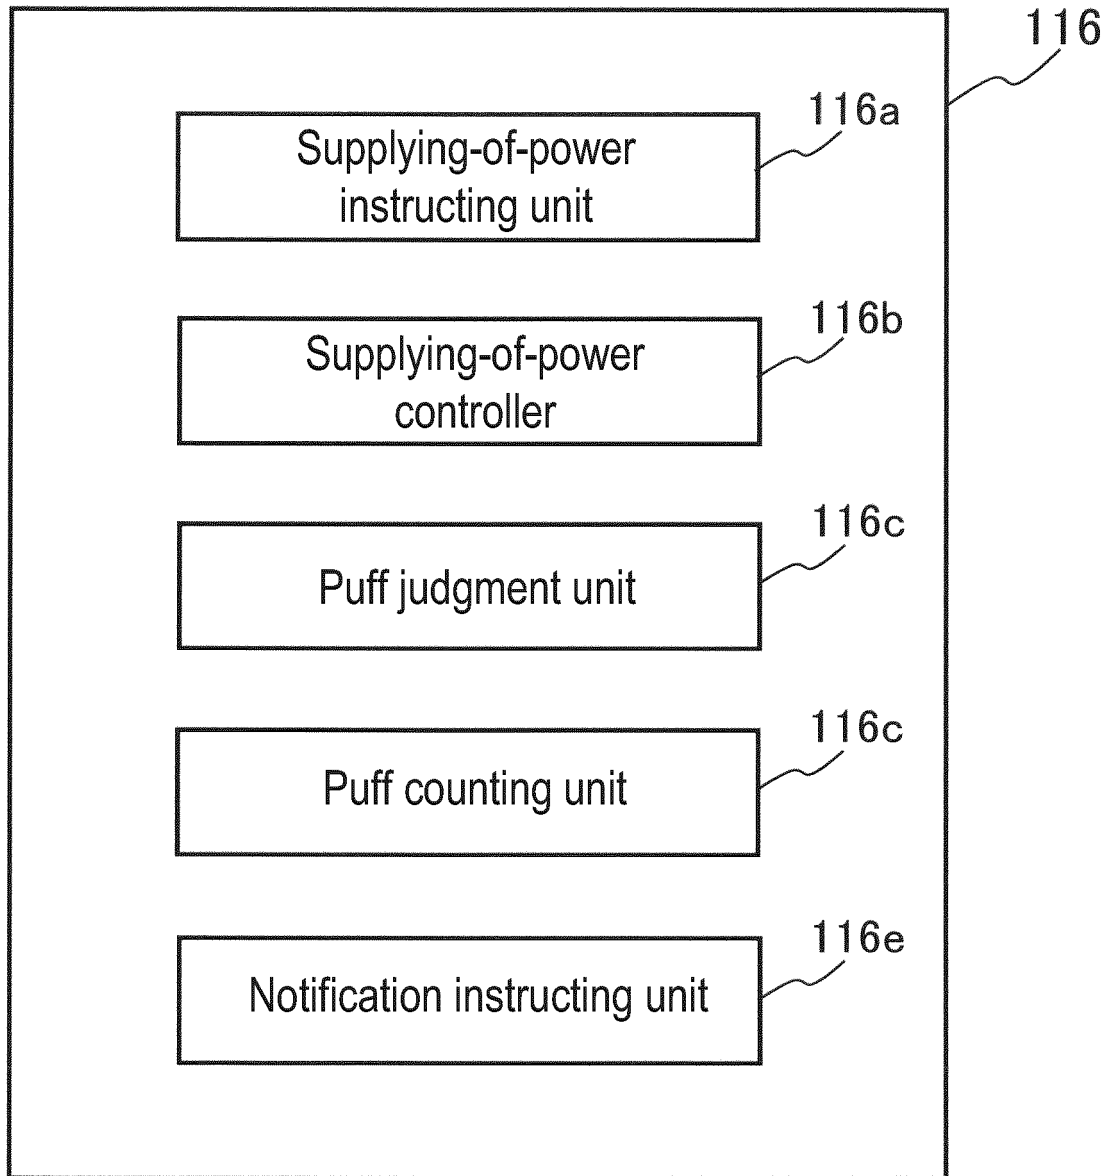 116
116a
Supplying-of-power
instructing unit
116b
Supplying-of-power
controller
116c
Puff judgment unit
116c
Puff counting unit
116e
Notification instructing unit